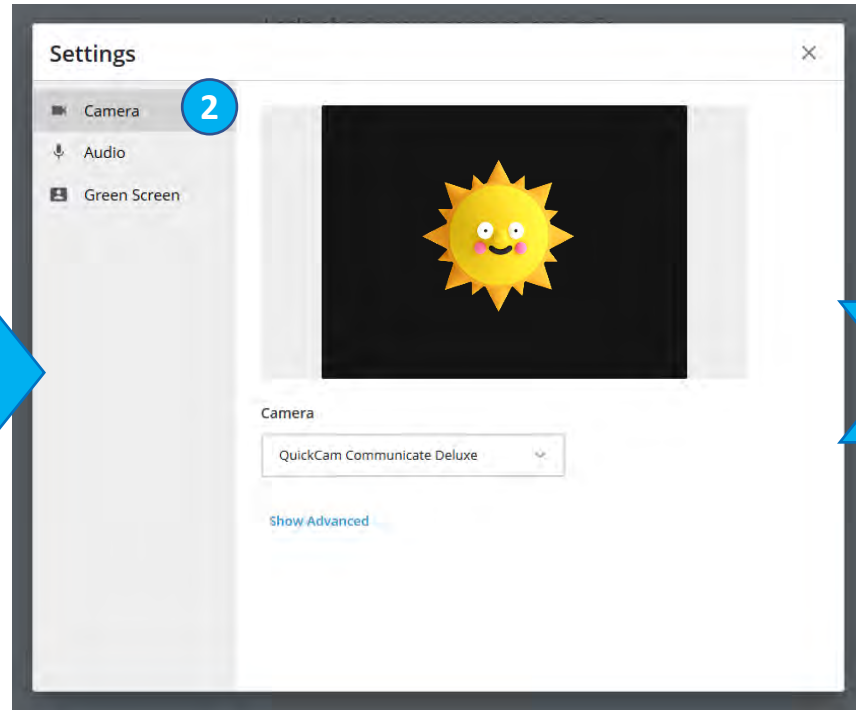 Settings
Camera
2
Audio
Green Screen
Camera
QuickCam Communicate Deluxe
Show Advanced